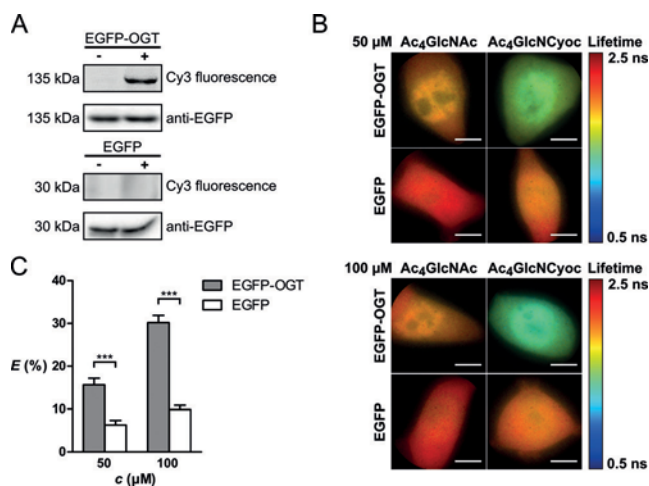 A
EGFP-OGT
- +
135 kDa Cy3 fluorescence
135 kDa anti-EGFP
EGFP
- +
30 kDa Cy3 fluorescence
30 kDa anti-EGFP
B
50 μM Ac₄GlcNAc Ac₄GlcNCyoc Lifetime
EGFP-OGT
EGFP
2.5 ns
0.5 ns
100 μM Ac₄GlcNAc Ac₄GlcNCyoc Lifetime
EGFP-OGT
EGFP
2.5 ns
0.5 ns
C
40
30
20
10
0
E (%)
EGFP-OGT
EGFP
***
***
50 100
c (μM)